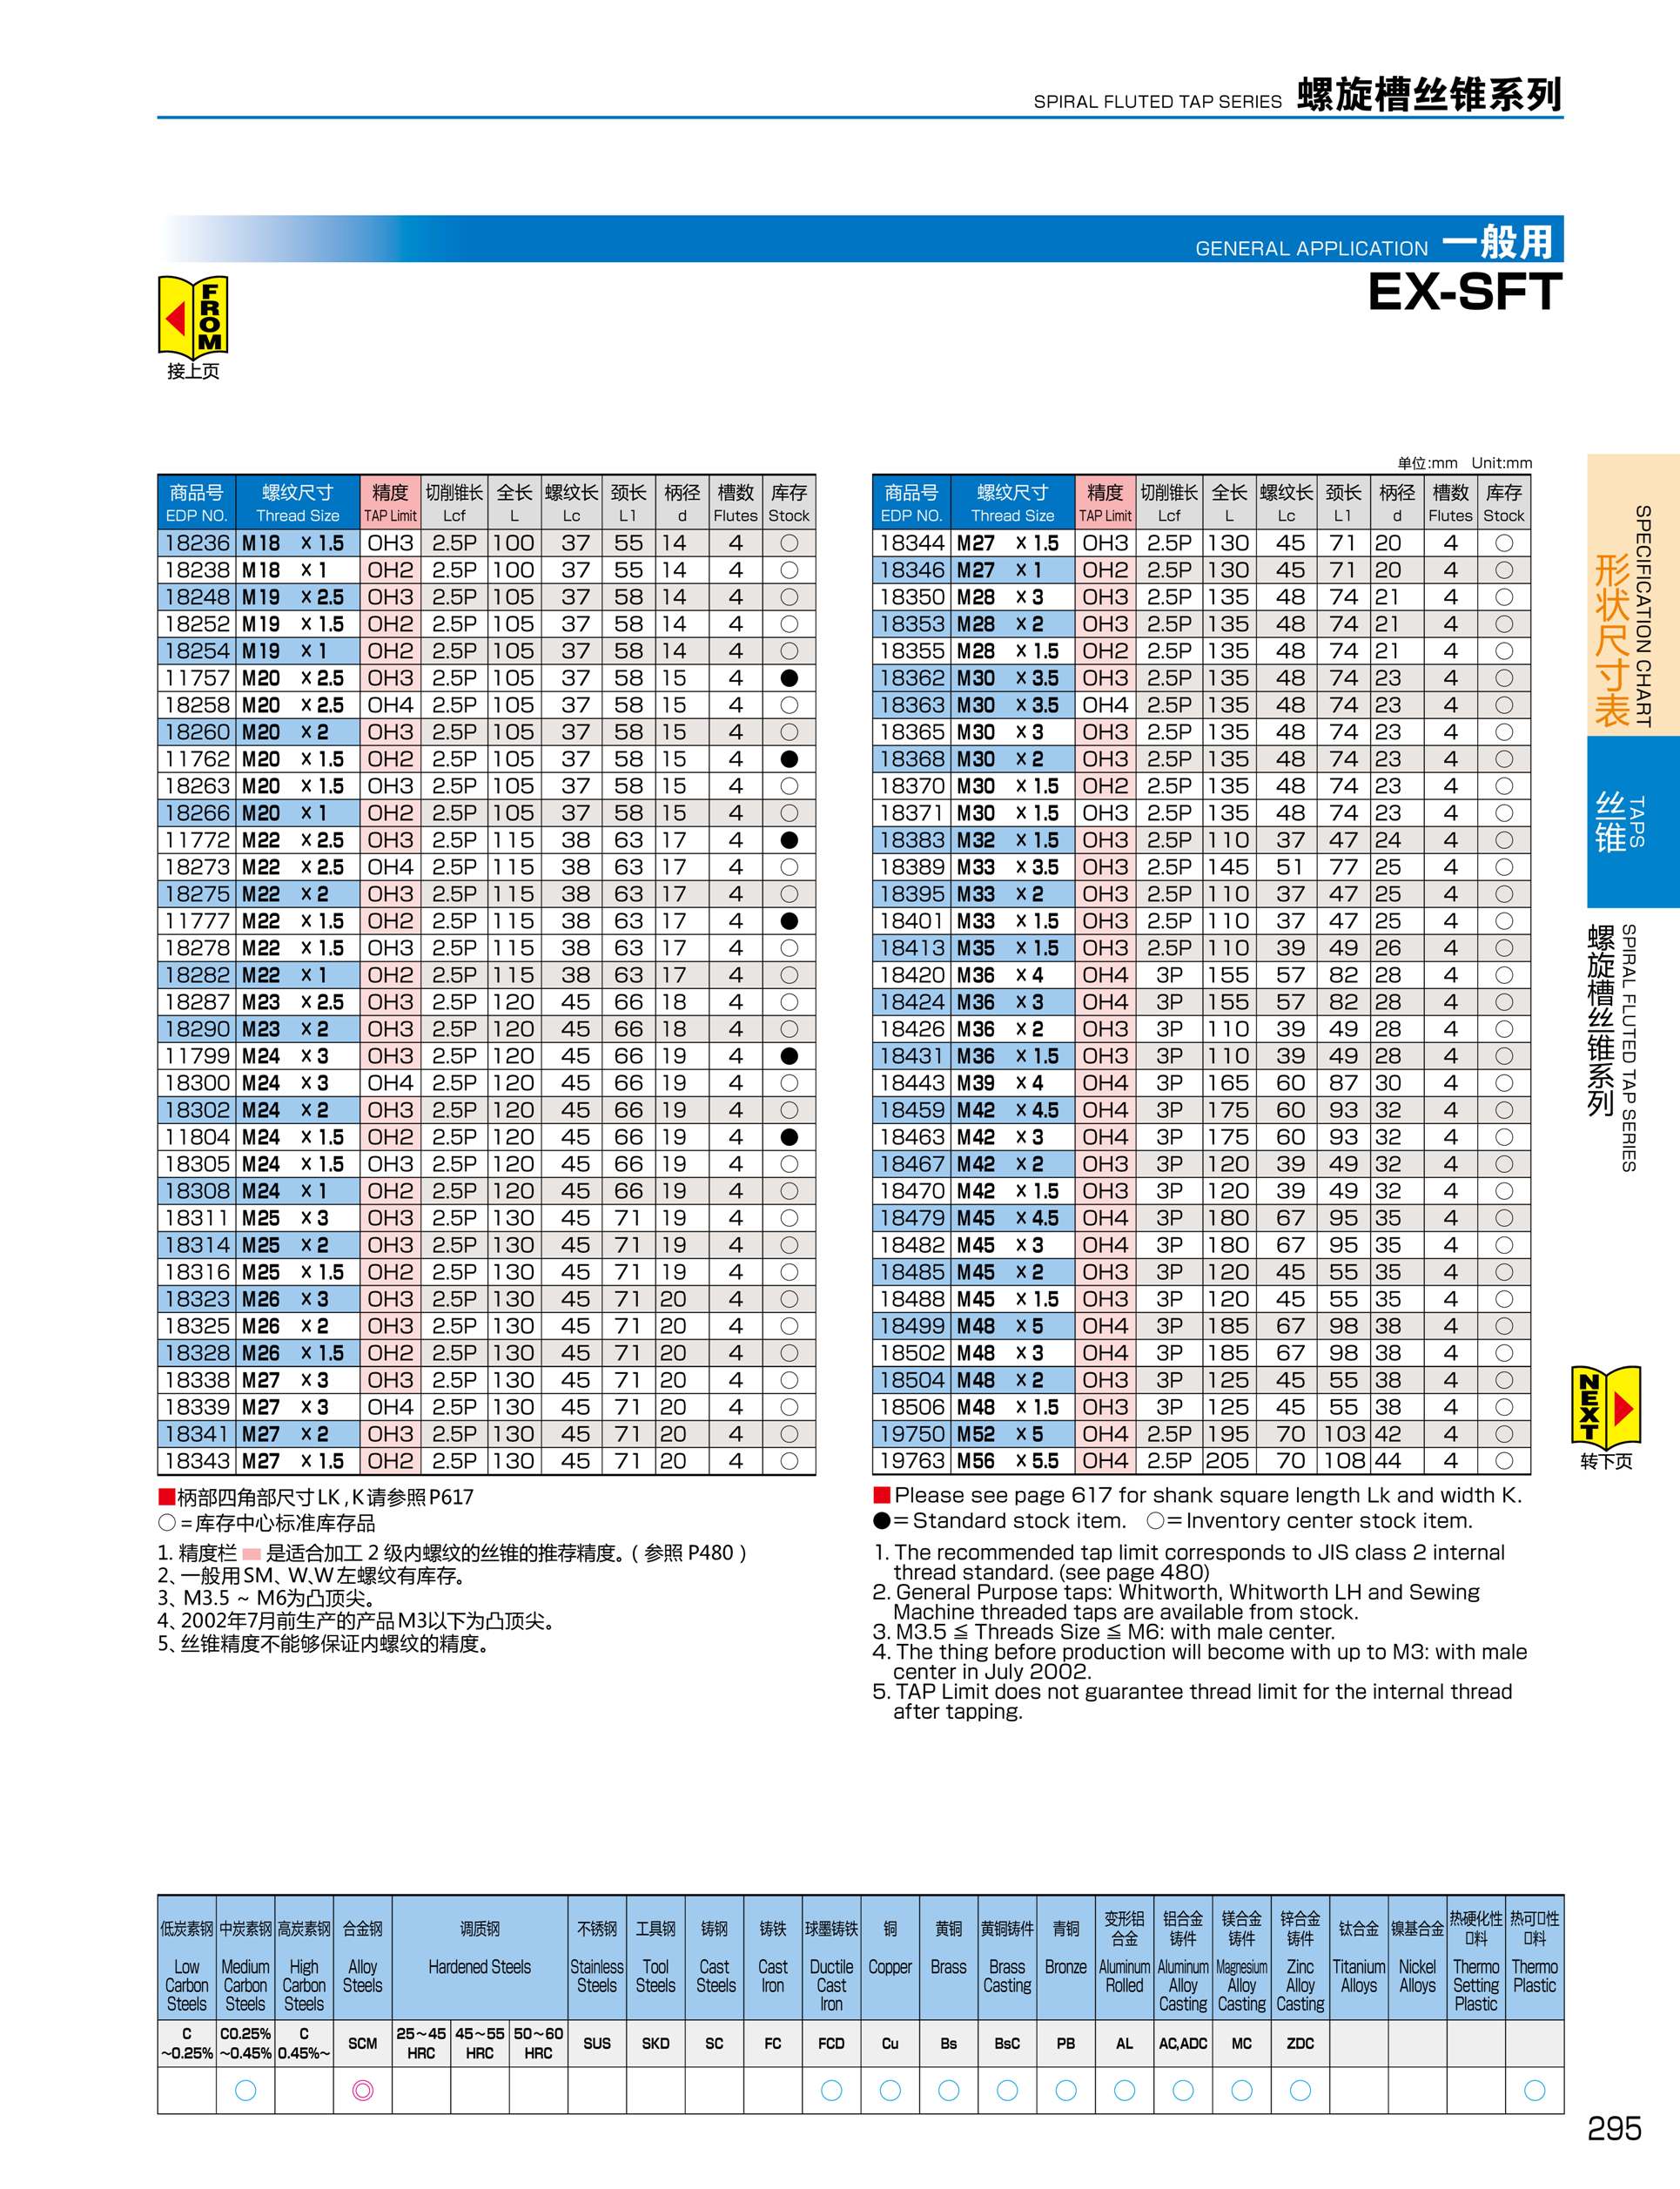 SPIRAL FLUTED TAP SERIES 螺旋槽丝锥系列
GENERAL APPLICATION 一般用
EX-SFT
FROM
接上页
单位:mm Unit:mm
商品号 螺纹尺寸 精度 切削锥长 全长 螺纹长 颈长 柄径 槽数 库存
EDP NO. Thread Size TAP Limit Lcf L Lc L1 d Flutes Stock
18236 M18 × 1.5 OH3 2.5P 100 37 55 14 4 ○
18238 M18 × 1 OH2 2.5P 100 37 55 14 4 ○
18248 M19 × 2.5 OH3 2.5P 105 37 58 14 4 ○
18252 M19 × 1.5 OH2 2.5P 105 37 58 14 4 ○
18254 M19 × 1 OH2 2.5P 105 37 58 14 4 ○
11757 M20 × 2.5 OH3 2.5P 105 37 58 15 4 ●
18258 M20 × 2.5 OH4 2.5P 105 37 58 15 4 ○
18260 M20 × 2 OH3 2.5P 105 37 58 15 4 ○
11762 M20 × 1.5 OH2 2.5P 105 37 58 15 4 ●
18263 M20 × 1.5 OH3 2.5P 105 37 58 15 4 ○
18266 M20 × 1 OH2 2.5P 105 37 58 15 4 ○
11772 M22 × 2.5 OH3 2.5P 115 38 63 17 4 ●
18273 M22 × 2.5 OH4 2.5P 115 38 63 17 4 ○
18275 M22 × 2 OH3 2.5P 115 38 63 17 4 ○
11777 M22 × 1.5 OH2 2.5P 115 38 63 17 4 ●
18278 M22 × 1.5 OH3 2.5P 115 38 63 17 4 ○
18282 M22 × 1 OH2 2.5P 115 38 63 17 4 ○
18287 M23 × 2.5 OH3 2.5P 120 45 66 18 4 ○
18290 M23 × 2 OH3 2.5P 120 45 66 18 4 ○
11799 M24 × 3 OH3 2.5P 120 45 66 19 4 ●
18300 M24 × 3 OH4 2.5P 120 45 66 19 4 ○
18302 M24 × 2 OH3 2.5P 120 45 66 19 4 ○
11804 M24 × 1.5 OH2 2.5P 120 45 66 19 4 ●
18305 M24 × 1.5 OH3 2.5P 120 45 66 19 4 ○
18308 M24 × 1 OH2 2.5P 120 45 66 19 4 ○
18311 M25 × 3 OH3 2.5P 130 45 71 19 4 ○
18314 M25 × 2 OH3 2.5P 130 45 71 19 4 ○
18316 M25 × 1.5 OH2 2.5P 130 45 71 19 4 ○
18323 M26 × 3 OH3 2.5P 130 45 71 20 4 ○
18325 M26 × 2 OH3 2.5P 130 45 71 20 4 ○
18328 M26 × 1.5 OH2 2.5P 130 45 71 20 4 ○
18338 M27 × 3 OH3 2.5P 130 45 71 20 4 ○
18339 M27 × 3 OH4 2.5P 130 45 71 20 4 ○
18341 M27 × 2 OH3 2.5P 130 45 71 20 4 ○
18343 M27 × 1.5 OH2 2.5P 130 45 71 20 4 ○
■柄部四角部尺寸LK,K请参照P617
○=库存中心标准库存品
1. 精度栏 是适合加工 2 级内螺纹的丝锥的推荐精度。( 参照 P480 )
2、一般用SM、W、W左螺纹有库存。
3、M3.5 ~ M6为凸顶尖。
4、2002年7月前生产的产品M3以下为凸顶尖。
5、丝锥精度不能够保证内螺纹的精度。
商品号 螺纹尺寸 精度 切削锥长 全长 螺纹长 颈长 柄径 槽数 库存
EDP NO. Thread Size TAP Limit Lcf L Lc L1 d Flutes Stock
18344 M27 × 1.5 OH3 2.5P 130 45 71 20 4 ○
18346 M27 × 1 OH2 2.5P 130 45 71 20 4 ○
18350 M28 × 3 OH3 2.5P 135 48 74 21 4 ○
18353 M28 × 2 OH3 2.5P 135 48 74 21 4 ○
18355 M28 × 1.5 OH2 2.5P 135 48 74 21 4 ○
18362 M30 × 3.5 OH3 2.5P 135 48 74 23 4 ○
18363 M30 × 3.5 OH4 2.5P 135 48 74 23 4 ○
18365 M30 × 3 OH3 2.5P 135 48 74 23 4 ○
18368 M30 × 2 OH3 2.5P 135 48 74 23 4 ○
18370 M30 × 1.5 OH2 2.5P 135 48 74 23 4 ○
18371 M30 × 1.5 OH3 2.5P 135 48 74 23 4 ○
18383 M32 × 1.5 OH3 2.5P 110 37 47 24 4 ○
18389 M33 × 3.5 OH3 2.5P 145 51 77 25 4 ○
18395 M33 × 2 OH3 2.5P 110 37 47 25 4 ○
18401 M33 × 1.5 OH3 2.5P 110 37 47 25 4 ○
18413 M35 × 1.5 OH3 2.5P 110 39 49 26 4 ○
18420 M36 × 4 OH4 3P 155 57 82 28 4 ○
18424 M36 × 3 OH4 3P 155 57 82 28 4 ○
18426 M36 × 2 OH3 3P 110 39 49 28 4 ○
18431 M36 × 1.5 OH3 3P 110 39 49 28 4 ○
18443 M39 × 4 OH4 3P 165 60 87 30 4 ○
18459 M42 × 4.5 OH4 3P 175 60 93 32 4 ○
18463 M42 × 3 OH4 3P 175 60 93 32 4 ○
18467 M42 × 2 OH3 3P 120 39 49 32 4 ○
18470 M42 × 1.5 OH3 3P 120 39 49 32 4 ○
18479 M45 × 4.5 OH4 3P 180 67 95 35 4 ○
18482 M45 × 3 OH4 3P 180 67 95 35 4 ○
18485 M45 × 2 OH3 3P 120 45 55 35 4 ○
18488 M45 × 1.5 OH3 3P 120 45 55 35 4 ○
18499 M48 × 5 OH4 3P 185 67 98 38 4 ○
18502 M48 × 3 OH4 3P 185 67 98 38 4 ○
18504 M48 × 2 OH3 3P 125 45 55 38 4 ○
18506 M48 × 1.5 OH3 3P 125 45 55 38 4 ○
19750 M52 × 5 OH4 2.5P 195 70 103 42 4 ○
19763 M56 × 5.5 OH4 2.5P 205 70 108 44 4 ○
■Please see page 617 for shank square length Lk and width K.
●=Standard stock item. ○=Inventory center stock item.
1. The recommended tap limit corresponds to JIS class 2 internal
thread standard. (see page 480)
2. General Purpose taps: Whitworth, Whitworth LH and Sewing
Machine threaded taps are available from stock.
3. M3.5 ≦ Threads Size ≦ M6: with male center.
4. The thing before production will become with up to M3: with male
center in July 2002.
5. TAP Limit does not guarantee thread limit for the internal thread
after tapping.
SPECIFICATION CHART
形状尺寸表
TAPS
丝锥
SPIRAL FLUTED TAP SERIES
螺旋槽丝锥系列
NEXT
转下页
低炭素钢 中炭素钢 高炭素钢 合金钢 调质钢 不锈钢 工具钢 铸钢 铸铁 球墨铸铁 铜 黄铜 黄铜铸件 青铜 变形铝合金 铝合金铸件 镁合金铸件 锌合金铸件 钛合金 镍基合金 热硬化性□料 热可□性□料
Low Carbon Steels Medium Carbon Steels High Carbon Steels Alloy Steels Hardened Steels Stainless Steels Tool Steels Cast Steels Cast Iron Ductile Cast Iron Copper Brass Brass Casting Bronze Aluminum Rolled Aluminum Alloy Casting Magnesium Alloy Casting Zinc Alloy Casting Titanium Alloys Nickel Alloys Thermo Setting Plastic Thermo Plastic
C ~0.25% C0.25% ~0.45% C 0.45%~ SCM 25~45 HRC 45~55 HRC 50~60 HRC SUS SKD SC FC FCD Cu Bs BsC PB AL AC,ADC MC ZDC
○ ◎ ○ ○ ○ ○ ○ ○ ○ ○ ○ ○
295